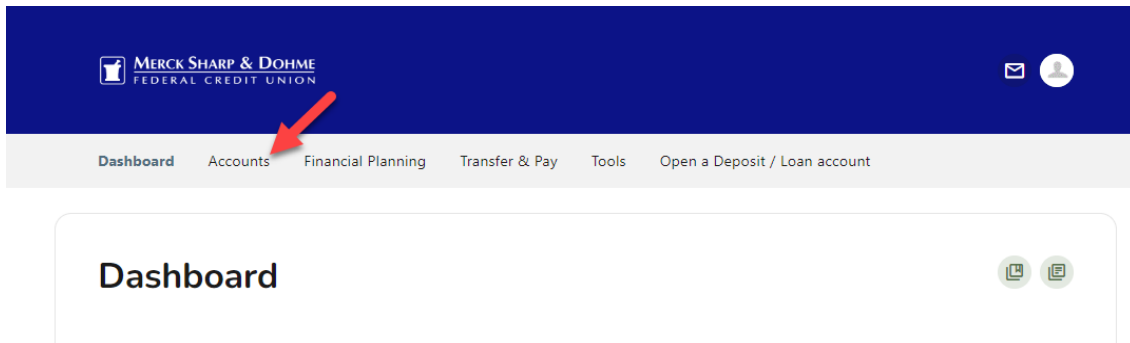 MERCK SHARP & DOHME
FEDERAL CREDIT UNION
Dashboard Accounts Financial Planning Transfer & Pay Tools Open a Deposit / Loan account
Dashboard